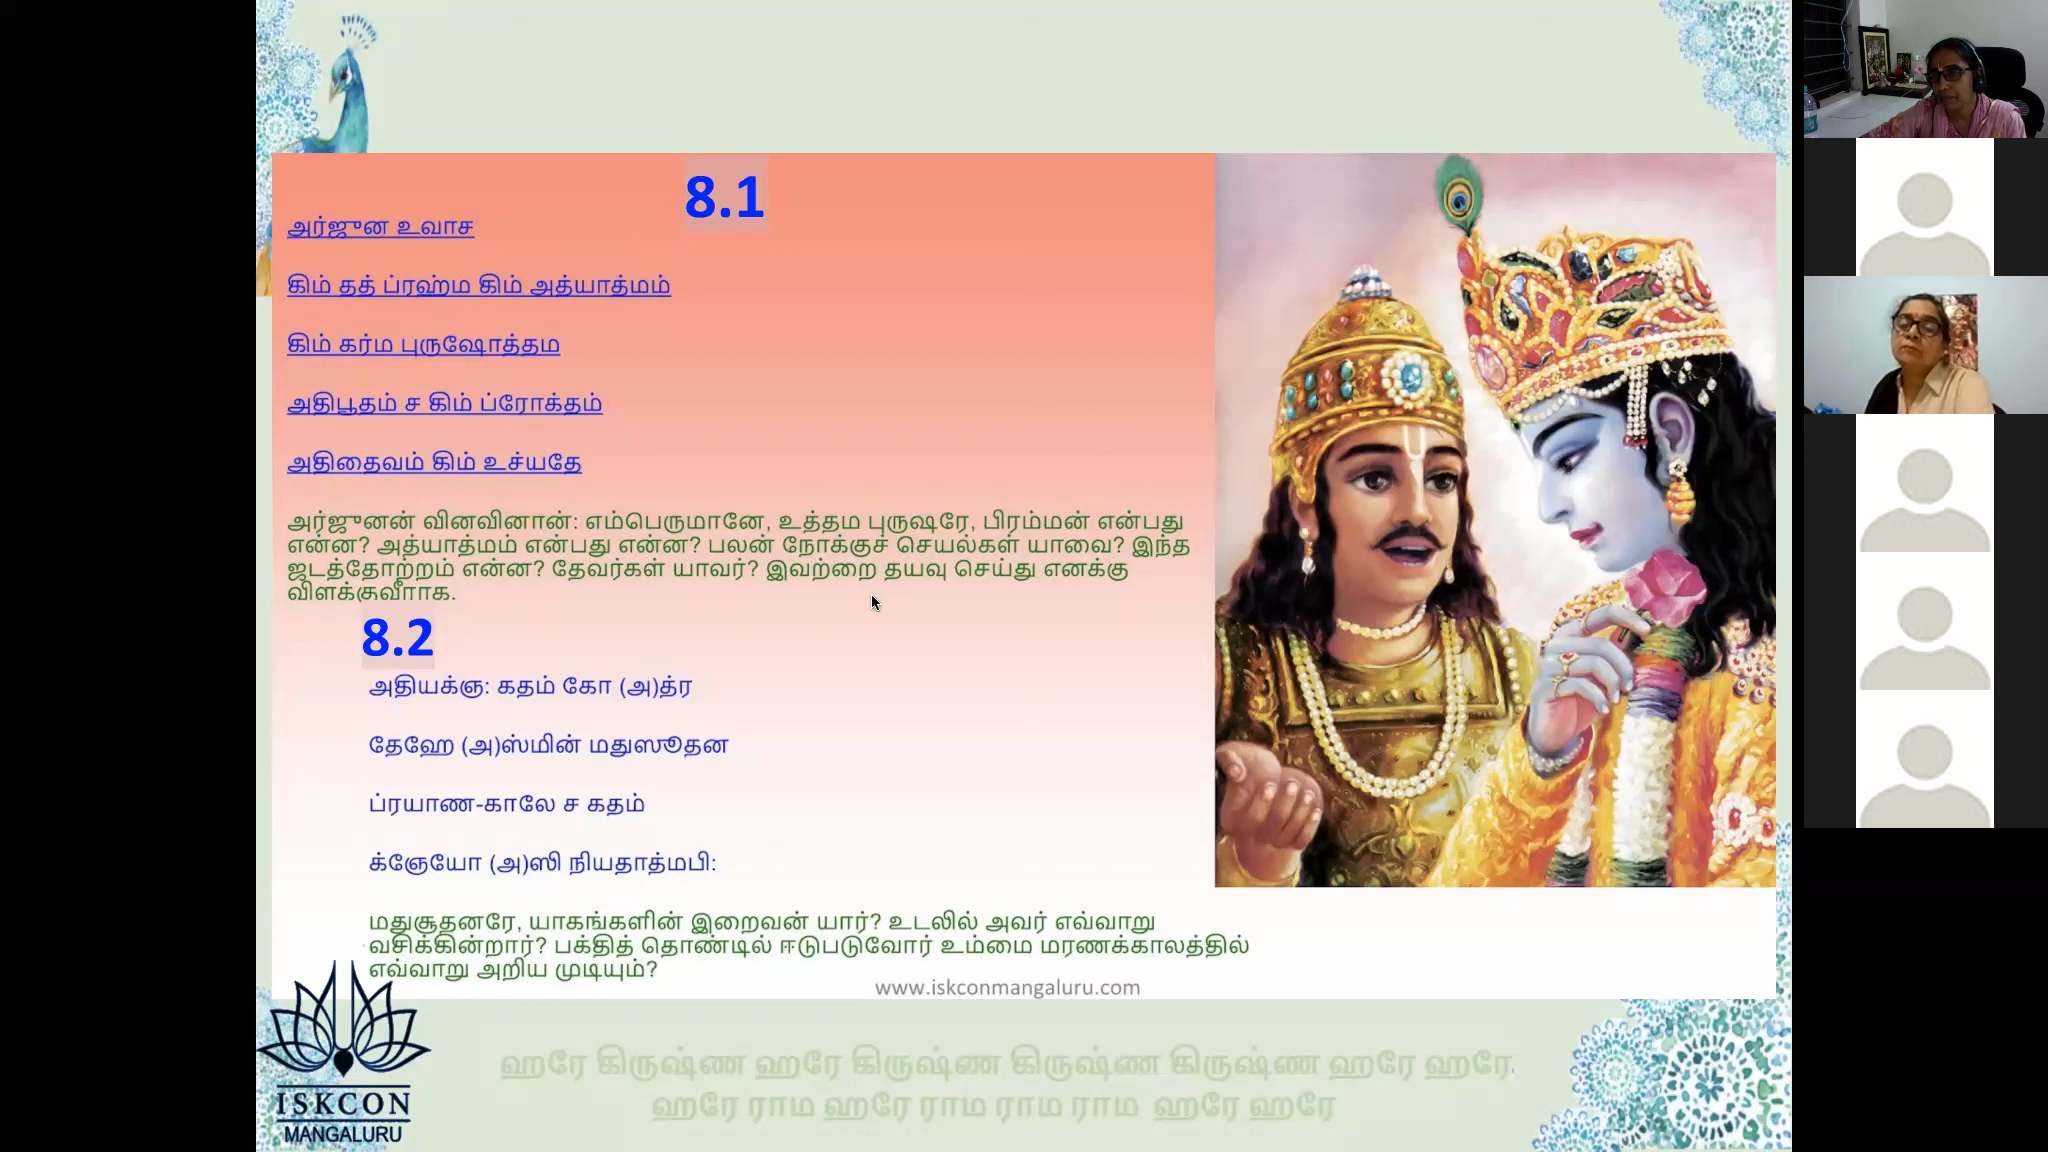 8.1
அர்ஜுன உவாச
கிம் தத் ப்ரஹ்ம கிம் அத்யாத்மம்
கிம் கர்ம புருஷோத்தம
அதிபூதம் ச கிம் ப்ரோக்தம்
அதிதைவம் கிம் உச்யதே
அர்ஜுனன் வினவினான்: எம்பெருமானே, உத்தம புருஷரே, பிரம்மன் என்பது
என்ன? அத்யாத்மம் என்பது என்ன? பலன் நோக்குச் செயல்கள் யாவை? இந்த
ஜடத்தோற்றம் என்ன? தேவர்கள் யாவர்? இவற்றை தயவு செய்து எனக்கு
விளக்குவீராக.
8.2
அதியக்ஞ: கதம் கோ (அ)த்ர
தேஹே (அ)ஸ்மின் மதுஸூதன
ப்ரயாண-காலே ச கதம்
க்ஞேயோ (அ)ஸி நியதாத்மபி:
மதுசூதனரே, யாகங்களின் இறைவன் யார்? உடலில் அவர் எவ்வாறு
வசிக்கின்றார்? பக்தித் தொண்டில் ஈடுபடுவோர் உம்மை மரணக்காலத்தில்
எவ்வாறு அறிய முடியும்?
www.iskconmangaluru.com
ISKCON
MANGALURU
ஹரே கிருஷ்ண ஹரே கிருஷ்ண கிருஷ்ண கிருஷ்ண ஹரே ஹரே
ஹரே ராம ஹரே ராம ராம ராம ஹரே ஹரே